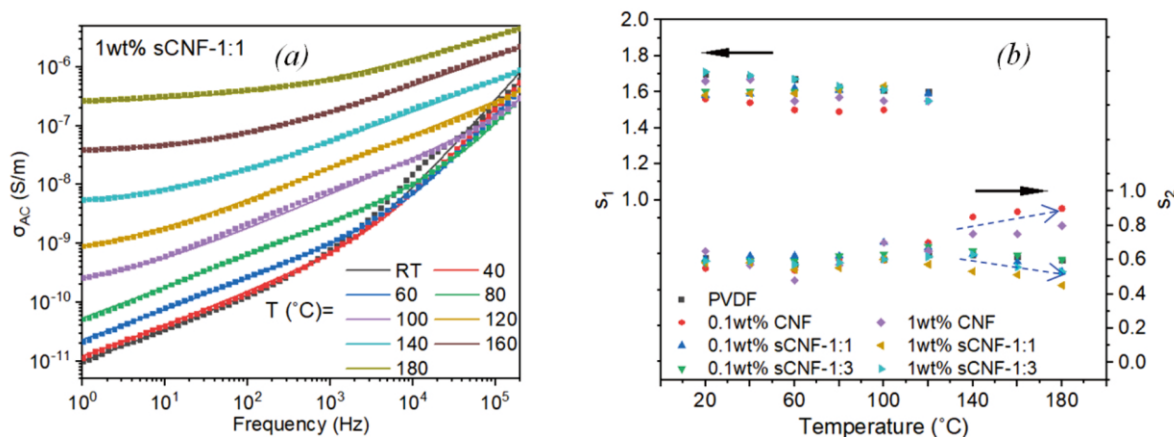 1wt% sCNF-1:1
(a)
10⁻⁶
10⁻⁷
10⁻⁸
10⁻⁹
10⁻¹⁰
10⁻¹¹
σAC (S/m)
RT 40
60 80
T (°C)=
100 120
140 160
180
10⁰ 10¹ 10² 10³ 10⁴ 10⁵
Frequency (Hz)
(b)
2.0
1.8
1.6
1.4
1.2
1.0
s₁
1.0
0.8
0.6
0.4
0.2
0.0
s₂
PVDF
0.1wt% CNF 1wt% CNF
0.1wt% sCNF-1:1 1wt% sCNF-1:1
0.1wt% sCNF-1:3 1wt% sCNF-1:3
20 40 60 80 100 120 140 160 180
Temperature (°C)